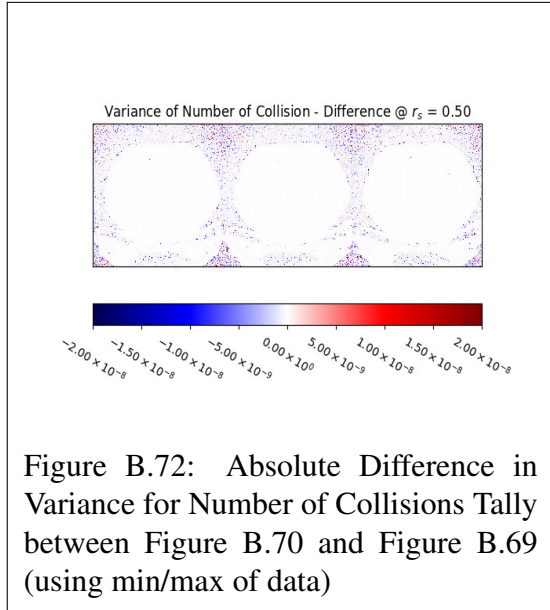 Variance of Number of Collision - Difference @ rₛ = 0.50
−2.00 × 10⁻⁸
−1.50 × 10⁻⁸
−1.00 × 10⁻⁸
−5.00 × 10⁻⁹
0.00 × 10⁰
5.00 × 10⁻⁹
1.00 × 10⁻⁸
1.50 × 10⁻⁸
2.00 × 10⁻⁸
Figure B.72: Absolute Difference in
Variance for Number of Collisions Tally
between Figure B.70 and Figure B.69
(using min/max of data)